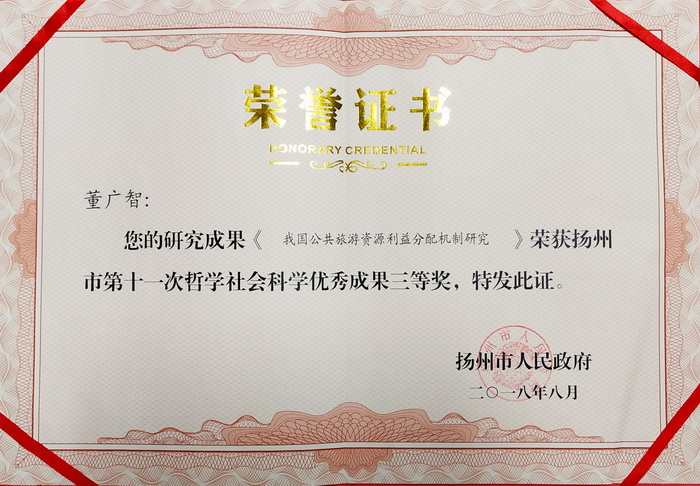 荣誉证书
HONORARY CREDENTIAL
董广智：
您的研究成果《 我国公共旅游资源利益分配机制研究 》荣获扬州
市第十一次哲学社会科学优秀成果三等奖，特发此证。
扬州市人民政府
二〇一八年八月